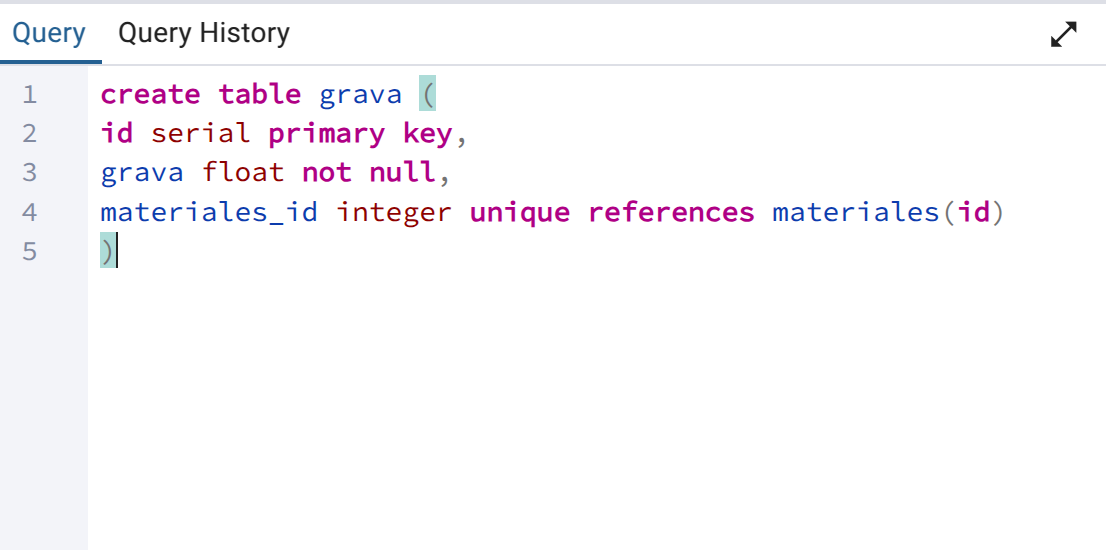 Query Query History
1 create table grava (
2 id serial primary key,
3 grava float not null,
4 materiales_id integer unique references materiales(id)
5 )